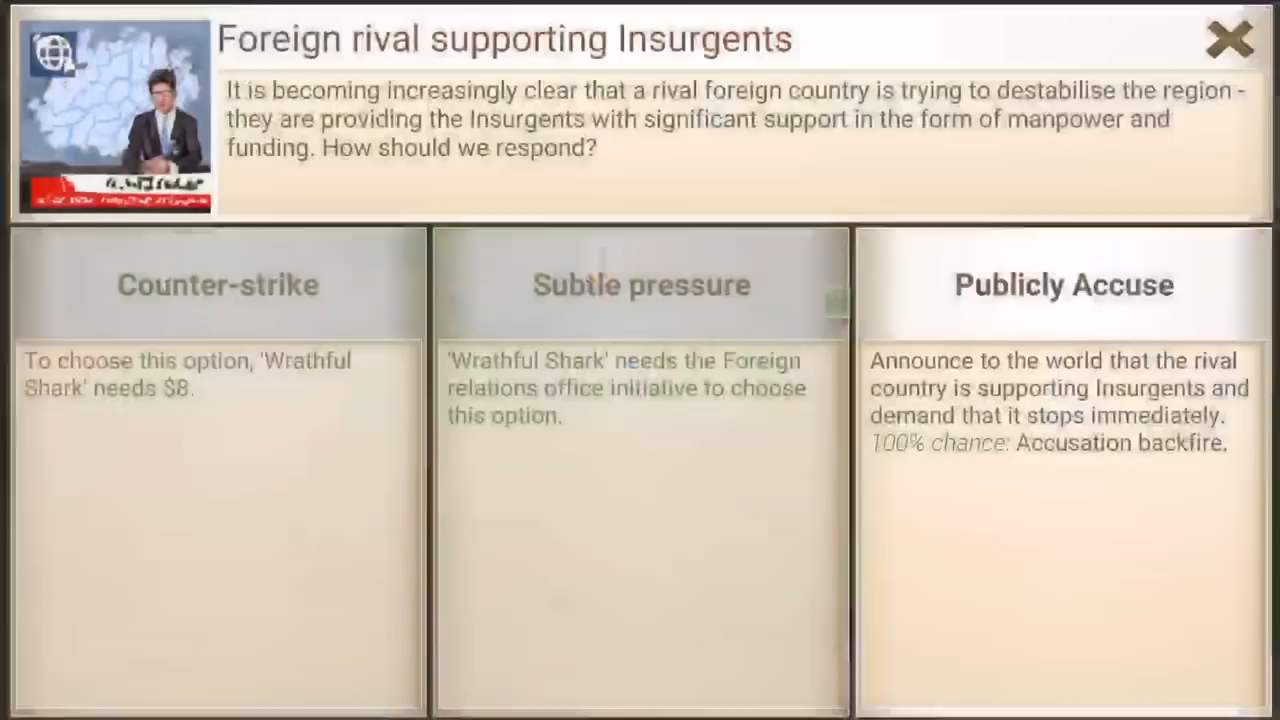 Foreign rival supporting Insurgents
It is becoming increasingly clear that a rival foreign country is trying to destabilise the region -
they are providing the Insurgents with significant support in the form of manpower and
funding. How should we respond?
Counter-strike
Subtle pressure
Publicly Accuse
To choose this option, 'Wrathful
Shark' needs $8.
'Wrathful Shark' needs the Foreign
relations office initiative to choose
this option.
Announce to the world that the rival
country is supporting Insurgents and
demand that it stops immediately.
100% chance: Accusation backfire.